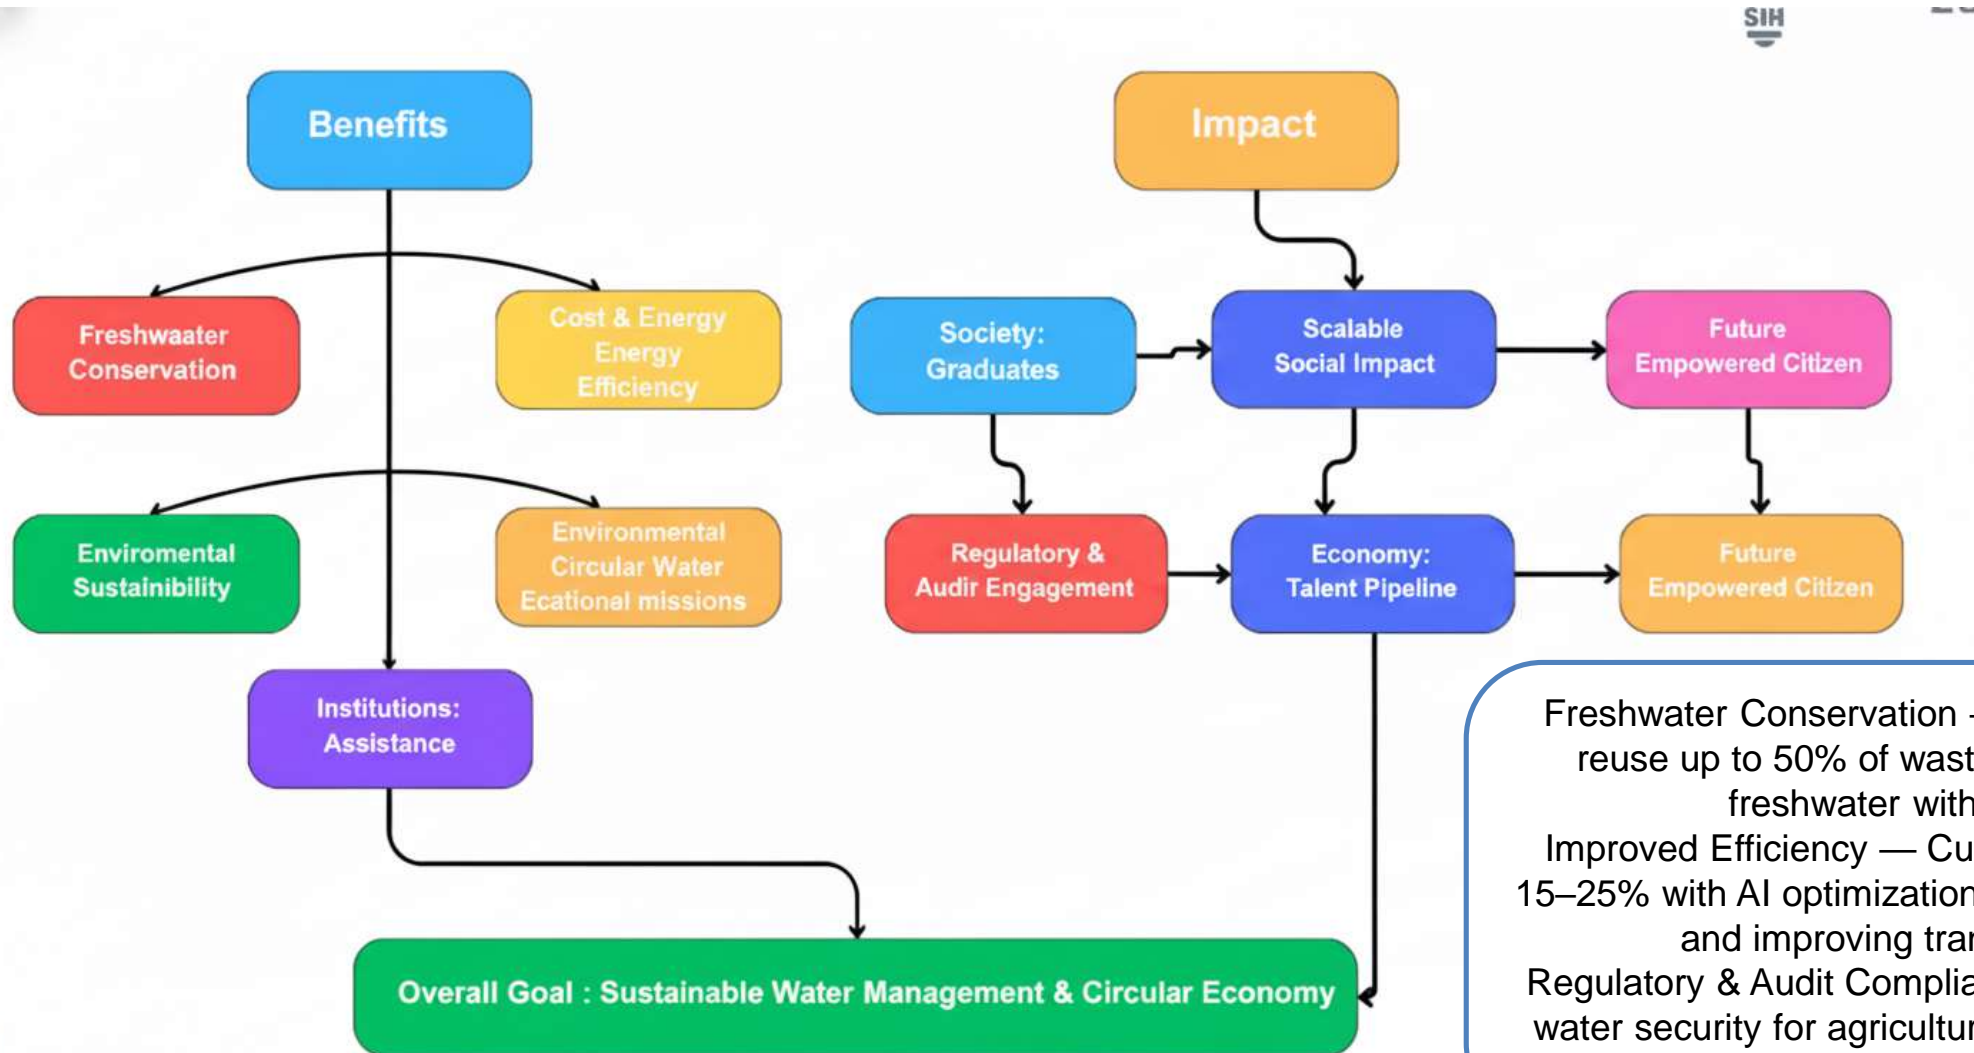 SIH
Benefits
Impact
Freshwaater
Conservation
Cost & Energy
Energy
Efficiency
Society:
Graduates
Scalable
Social Impact
Future
Empowered Citizen
Enviromental
Sustainibility
Environmental
Circular Water
Ecational missions
Regulatory &
Audir Engagement
Economy:
Talent Pipeline
Future
Empowered Citizen
Institutions:
Assistance
Freshwater Conservation
reuse up to 50% of wast
freshwater with
Improved Efficiency — Cu
15–25% with AI optimization
and improving tran
Regulatory & Audit Complia
water security for agricultur
Overall Goal : Sustainable Water Management & Circular Economy